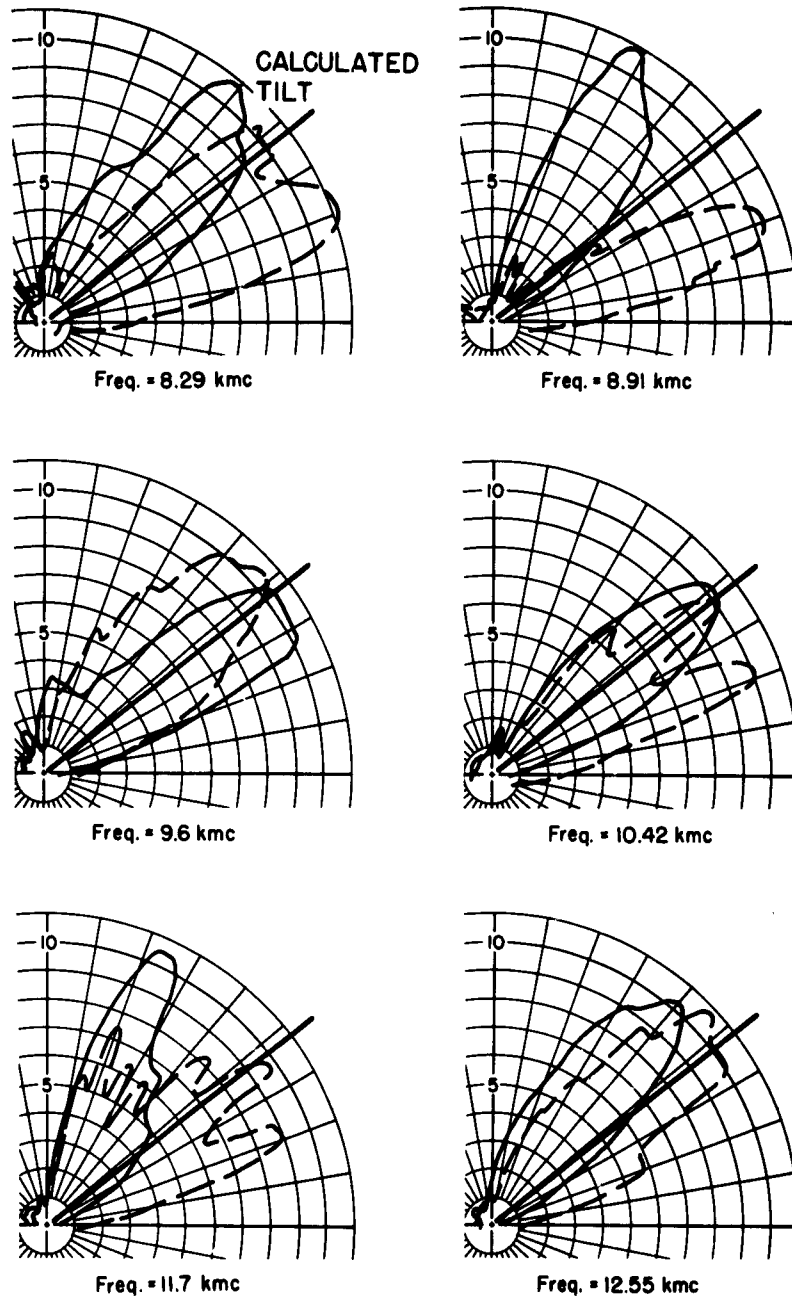 10
CALCULATED
TILT
5
Freq. = 8.29 kmc
10
5
Freq. = 8.91 kmc
10
5
Freq. = 9.6 kmc
10
5
Freq. = 10.42 kmc
10
5
Freq. = 11.7 kmc
10
5
Freq. = 12.55 kmc